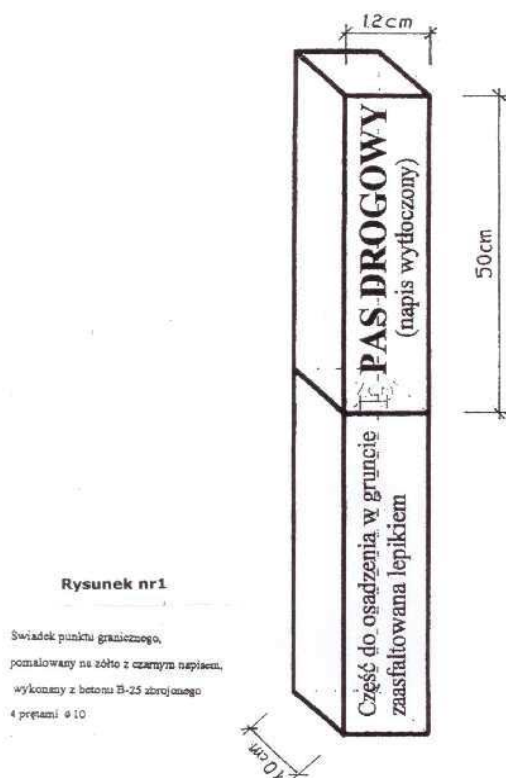 12cm
PAS DROGOWY
(napis wytłoczony)
50cm
Część do osadzenia w gruncie
zaasfaltowana lepikiem
10cm
Rysunek nr1
Świadek punktu granicznego,
pomalowany na żółto z czarnym napisem,
wykonany z betonu B-25 zbrojonego
4 prętami ø 10